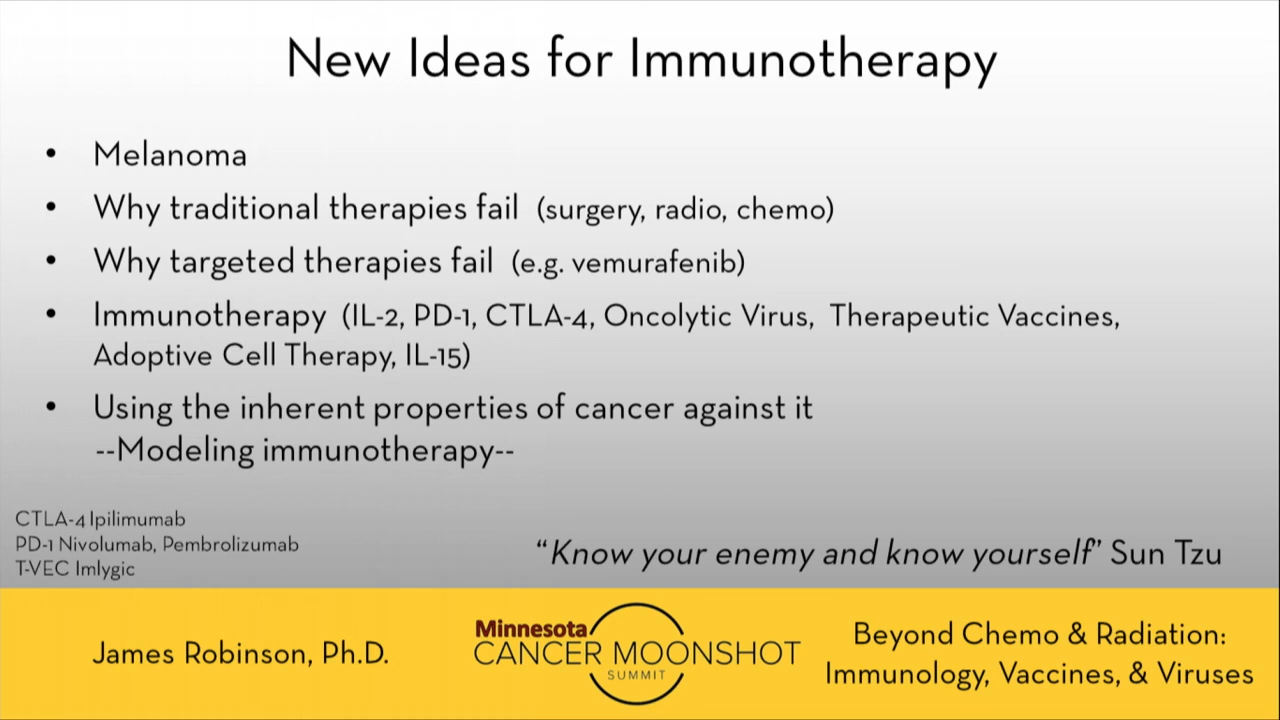 New Ideas for Immunotherapy
• Melanoma
• Why traditional therapies fail (surgery, radio, chemo)
• Why targeted therapies fail (e.g. vemurafenib)
• Immunotherapy (IL-2, PD-1, CTLA-4, Oncolytic Virus, Therapeutic Vaccines,
Adoptive Cell Therapy, IL-15)
• Using the inherent properties of cancer against it
--Modeling immunotherapy--
CTLA-4 Ipilimumab
PD-1 Nivolumab, Pembrolizumab
T-VEC Imlygic
“Know your enemy and know yourself” Sun Tzu
James Robinson, Ph.D.
Minnesota
CANCER MOONSHOT
SUMMIT
Beyond Chemo & Radiation:
Immunology, Vaccines, & Viruses